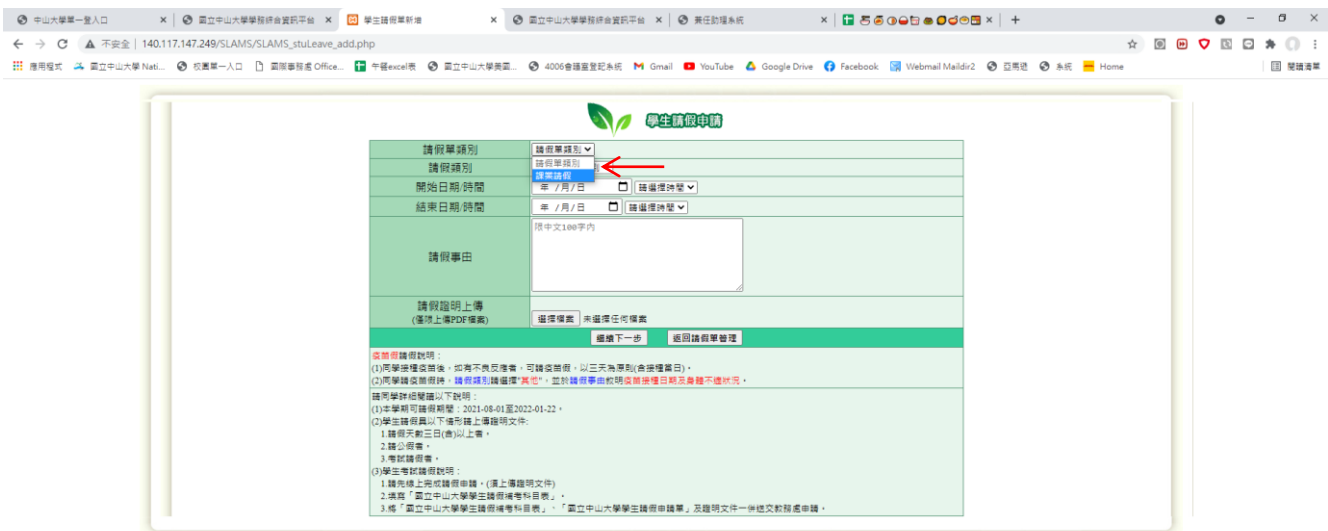 中山大學單一登入口
國立中山大學學務綜合資訊平台
學生請假單新增
國立中山大學學務綜合資訊平台
兼任助理系統
不安全 | 140.117.147.249/SLAMS/SLAMS_stuLeave_add.php
應用程式
國立中山大學 Nati...
校園單一入口
國際事務處 Office...
午餐excel表
國立中山大學美國...
4006會議室登記系統
Gmail
YouTube
Google Drive
Facebook
Webmail Maildir2
亞馬遜
系統
Home
閱讀清單
學生請假申請
請假單類別
請假單類別
請假單類別
課業請假
請假類別
開始日期/時間
年 /月/日
請選擇時間
結束日期/時間
年 /月/日
請選擇時間
請假事由
限中文100字內
請假證明上傳
(僅限上傳PDF檔案)
選擇檔案 未選擇任何檔案
繼續下一步
返回請假單管理
疫苗假請假說明：
(1)同學接種疫苗後，如有不良反應者，可請疫苗假，以三天為原則(含接種當日)。
(2)同學請疫苗假時，請假類別請選擇"其他"，並於請假事由敘明疫苗接種日期及身體不適狀況。
請同學詳細閱讀以下說明：
(1)本學期可請假期間：2021-08-01至2022-01-22。
(2)學生請假具以下情形請上傳證明文件:
1.請假天數三日(含)以上者。
2.請公假者。
3.考試請假者。
(3)學生考試請假說明：
1.請先線上完成請假申請。(須上傳證明文件)
2.填寫「國立中山大學學生請假補考科目表」。
3.將「國立中山大學學生請假補考科目表」、「國立中山大學學生請假申請單」及證明文件一併送交教務處申請。